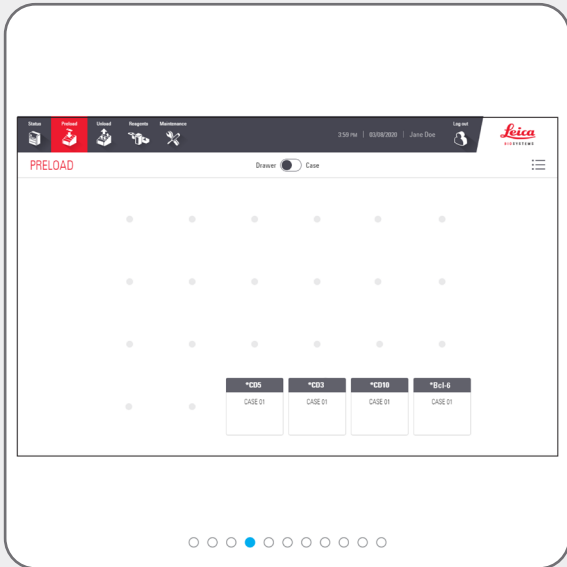 Status Preload Unload Reagents Maintenance Log out
3:59 PM | 03/08/2020 | Jane Doe
Leica
BIOSYSTEMS
PRELOAD
Drawer Case
*CD5 *CD3 *CD10 *Bcl-6
CASE 01 CASE 01 CASE 01 CASE 01